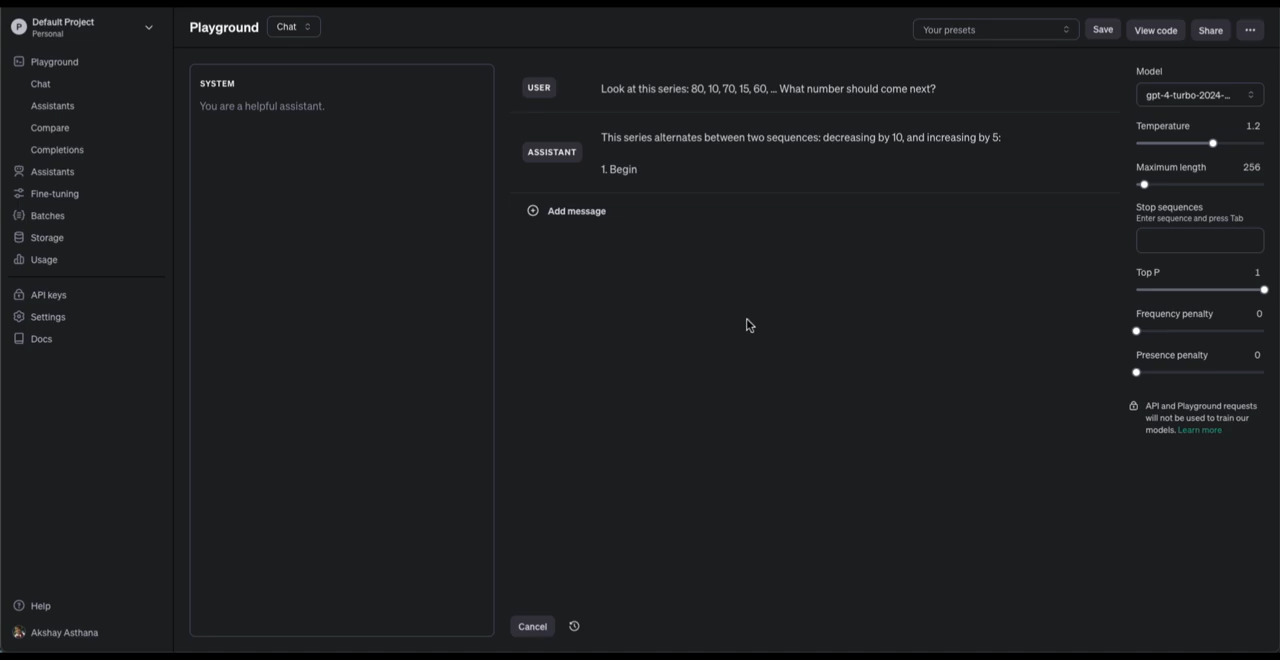 P
Default Project
Personal
Playground
Chat
Assistants
Compare
Completions
Assistants
Fine-tuning
Batches
Storage
Usage
API keys
Settings
Docs
Help
Akshay Asthana
Playground
Chat
Your presets
Save
View code
Share
SYSTEM
You are a helpful assistant.
USER
Look at this series: 80, 10, 70, 15, 60, ... What number should come next?
ASSISTANT
This series alternates between two sequences: decreasing by 10, and increasing by 5:
1. Begin
Add message
Cancel
Model
gpt-4-turbo-2024-...
Temperature 1.2
Maximum length 256
Stop sequences
Enter sequence and press Tab
Top P 1
Frequency penalty 0
Presence penalty 0
API and Playground requests
will not be used to train our
models. Learn more